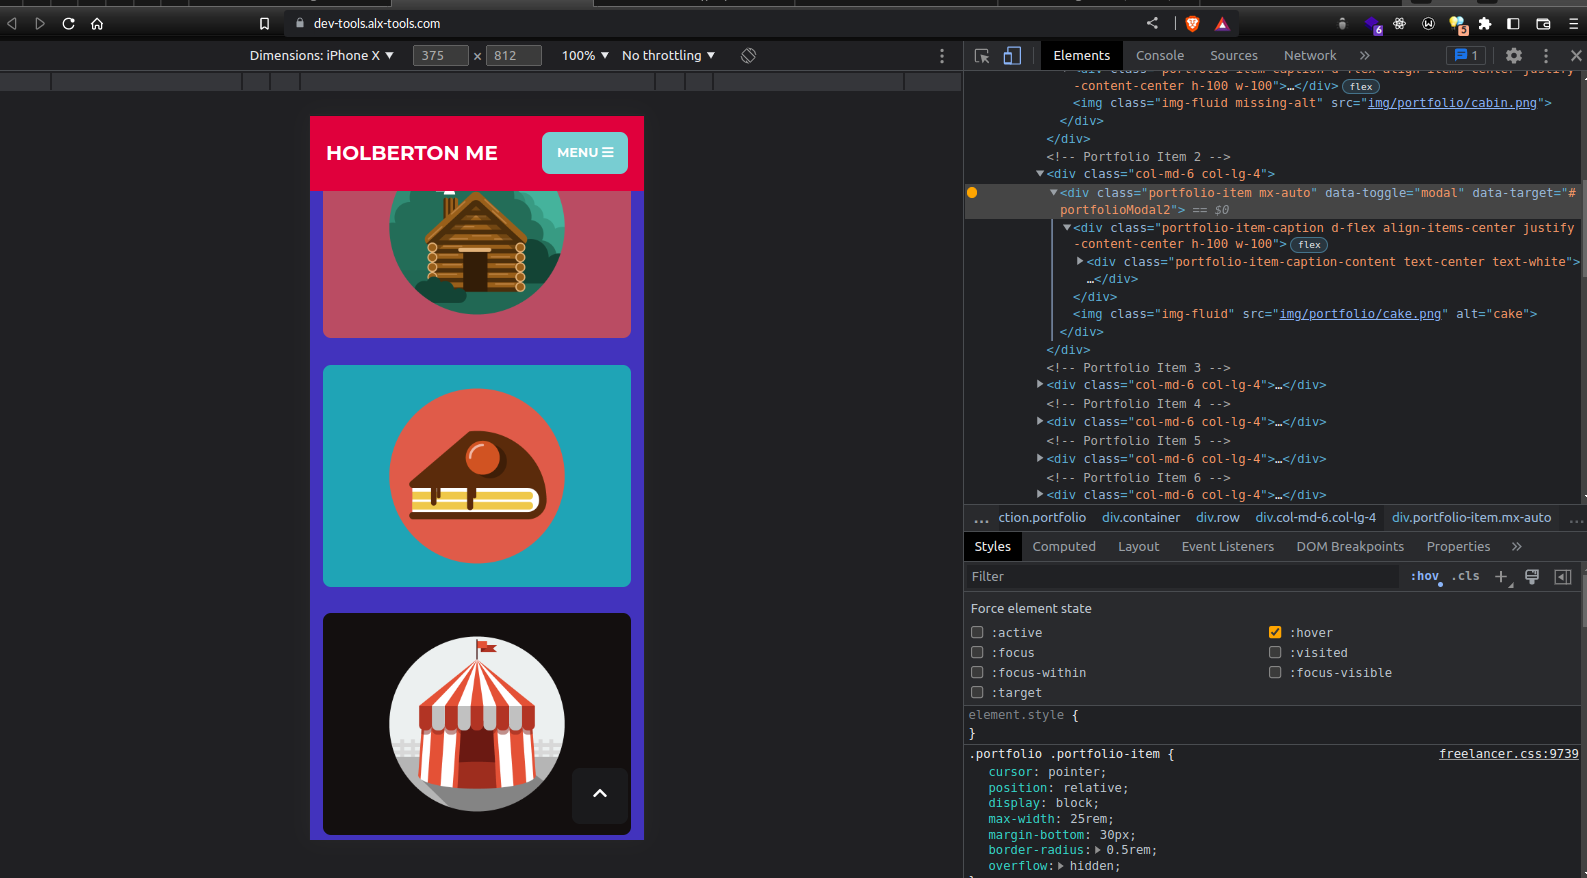 dev-tools.alx-tools.com
6
5
Dimensions: iPhone X ▼ 375 × 812 100% ▼ No throttling ▼
Elements Console Sources Network » 1
HOLBERTON ME
MENU
-content-center h-100 w-100">…</div> flex
<img class="img-fluid missing-alt" src="img/portfolio/cabin.png">
</div>
</div>
<!-- Portfolio Item 2 -->
<div class="col-md-6 col-lg-4">
<div class="portfolio-item mx-auto" data-toggle="modal" data-target="#
portfolioModal2"> == $0
<div class="portfolio-item-caption d-flex align-items-center justify
-content-center h-100 w-100"> flex
<div class="portfolio-item-caption-content text-center text-white">
…</div>
</div>
<img class="img-fluid" src="img/portfolio/cake.png" alt="cake">
</div>
</div>
<!-- Portfolio Item 3 -->
<div class="col-md-6 col-lg-4">…</div>
<!-- Portfolio Item 4 -->
<div class="col-md-6 col-lg-4">…</div>
<!-- Portfolio Item 5 -->
<div class="col-md-6 col-lg-4">…</div>
<!-- Portfolio Item 6 -->
<div class="col-md-6 col-lg-4">…</div>
... ction.portfolio div.container div.row div.col-md-6.col-lg-4 div.portfolio-item.mx-auto ...
Styles Computed Layout Event Listeners DOM Breakpoints Properties »
Filter :hov .cls +
Force element state
:active :hover
:focus :visited
:focus-within :focus-visible
:target
element.style {
}
.portfolio .portfolio-item { freelancer.css:9739
cursor: pointer;
position: relative;
display: block;
max-width: 25rem;
margin-bottom: 30px;
border-radius: 0.5rem;
overflow: hidden;